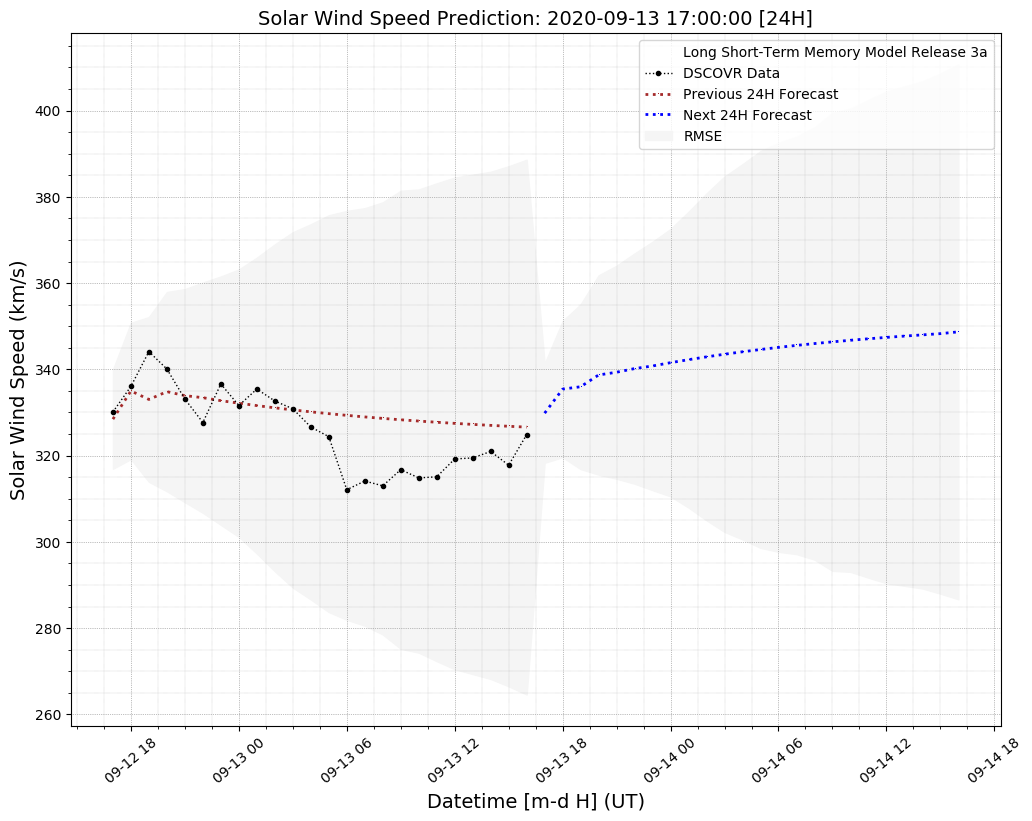 Solar Wind Speed Prediction: 2020-09-13 17:00:00 [24H]
Long Short-Term Memory Model Release 3a
DSCOVR Data
Previous 24H Forecast
Next 24H Forecast
RMSE
Solar Wind Speed (km/s)
400
380
360
340
320
300
280
260
09-12 18
09-13 00
09-13 06
09-13 12
09-13 18
09-14 00
09-14 06
09-14 12
09-14 18
Datetime [m-d H] (UT)